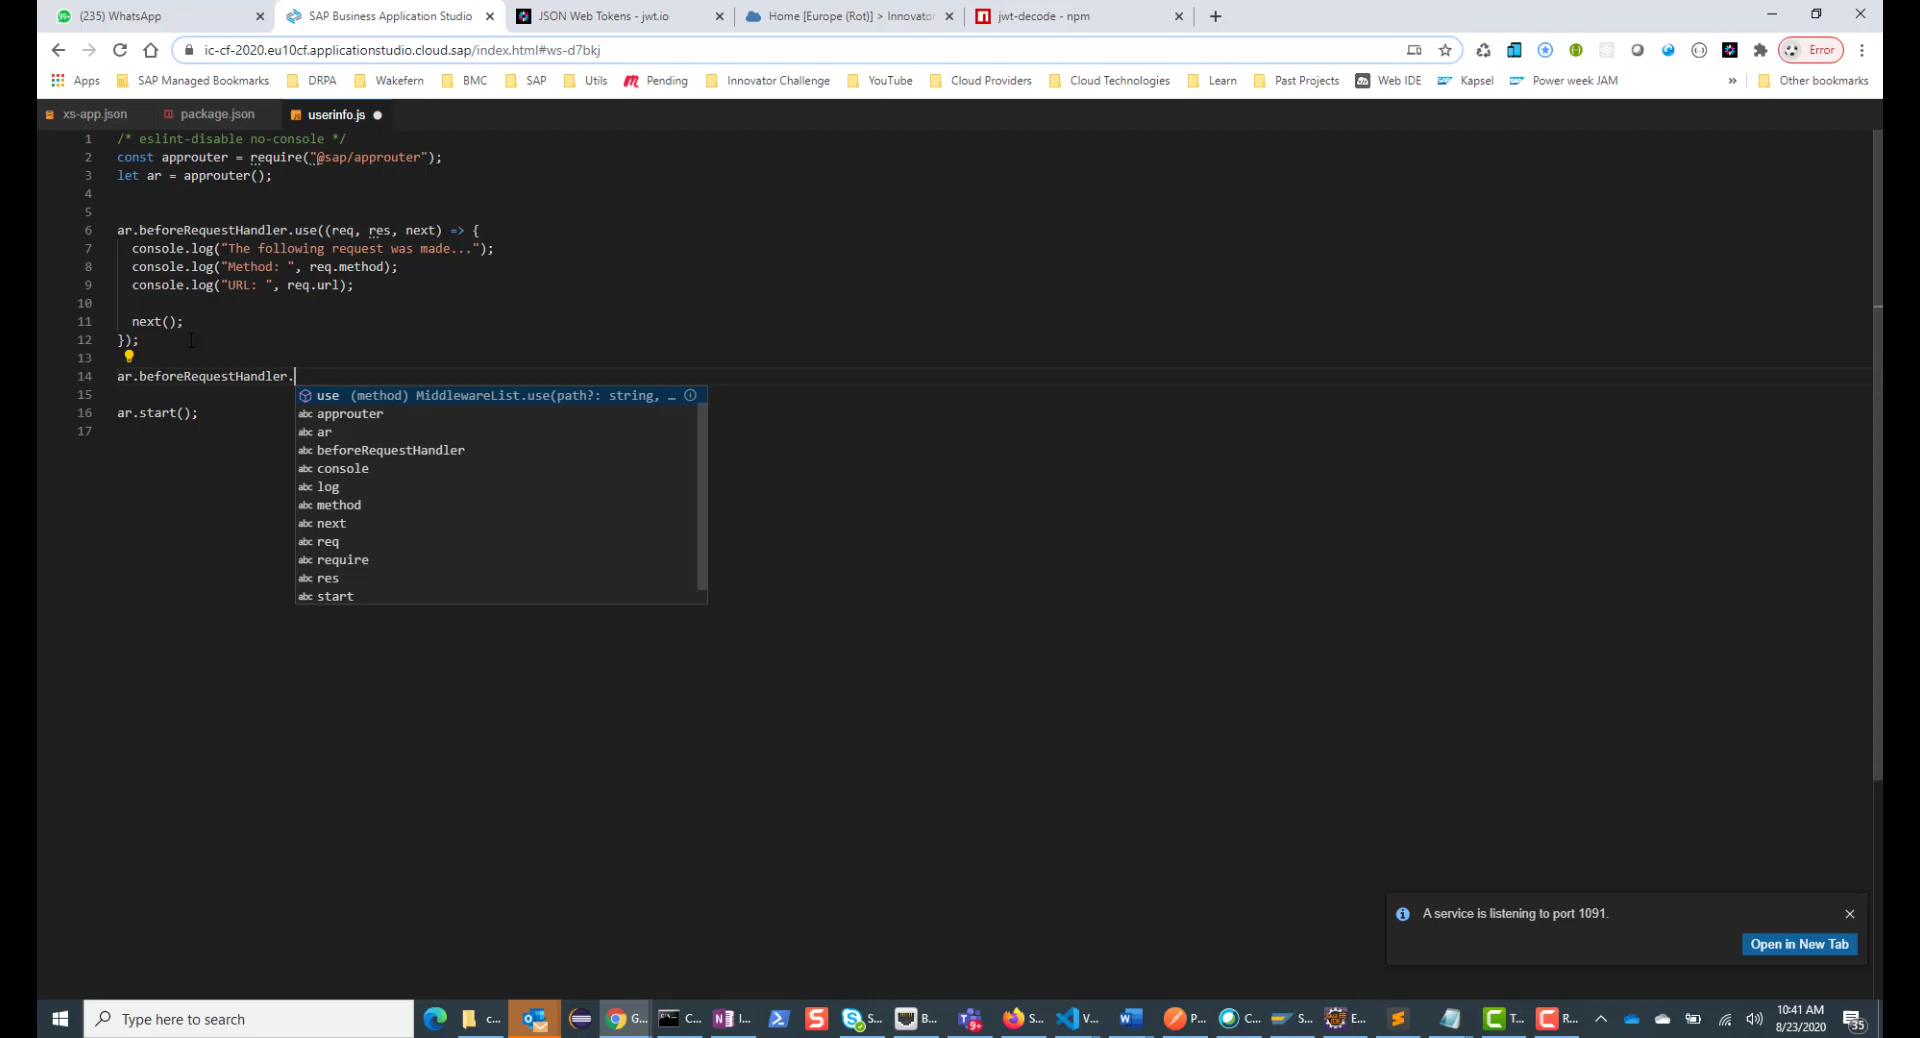 (235) WhatsApp
SAP Business Application Studio
JSON Web Tokens - jwt.io
Home [Europe (Rot)] > Innovator
jwt-decode - npm
ic-cf-2020.eu10cf.applicationstudio.cloud.sap/index.html#ws-d7bkj
Error
Apps SAP Managed Bookmarks DRPA Wakefern BMC SAP Utils Pending Innovator Challenge YouTube Cloud Providers Cloud Technologies Learn Past Projects Web IDE Kapsel Power week JAM » Other bookmarks
xs-app.json package.json userinfo.js
1 /* eslint-disable no-console */
2 const approuter = require("@sap/approuter");
3 let ar = approuter();
4
5
6 ar.beforeRequestHandler.use((req, res, next) => {
7 console.log("The following request was made...");
8 console.log("Method: ", req.method);
9 console.log("URL: ", req.url);
10
11 next();
12 });
13
14 ar.beforeRequestHandler.
15
16 ar.start();
17
use (method) MiddlewareList.use(path?: string, …
abc approuter
abc ar
abc beforeRequestHandler
abc console
abc log
abc method
abc next
abc req
abc require
abc res
abc start
A service is listening to port 1091.
Open in New Tab
Type here to search
c... G... C... I... S... B... S... V... P... C... S... E... T... R...
9+
10:41 AM
8/23/2020
35